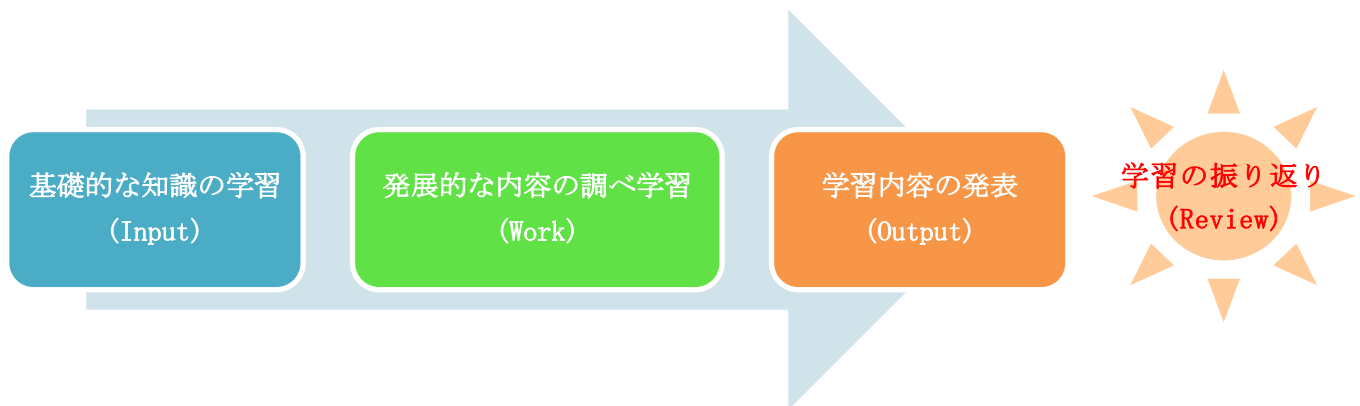 基礎的な知識の学習
(Input)
発展的な内容の調べ学習
(Work)
学習内容の発表
(Output)
学習の振り返り
(Review)